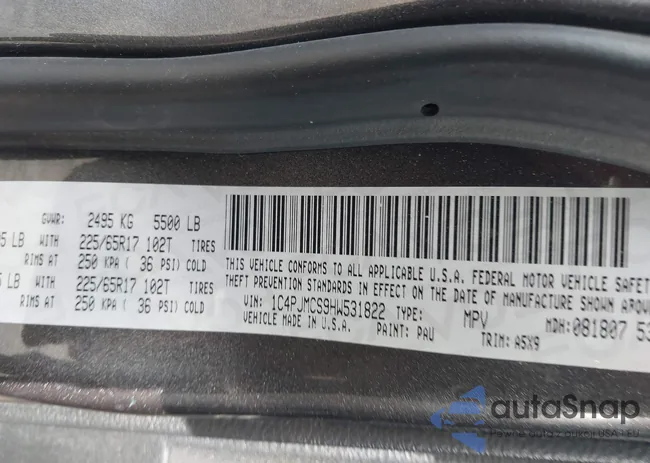 GVWR: 2495 KG 5500 LB
5 LB WITH 225/65R17 102T TIRES
RIMS AT 250 KPA ( 36 PSI) COLD
5 LB WITH 225/65R17 102T TIRES
RIMS AT 250 KPA ( 36 PSI) COLD
THIS VEHICLE CONFORMS TO ALL APPLICABLE U.S.A. FEDERAL MOTOR VEHICLE SAFET
THEFT PREVENTION STANDARDS IN EFFECT ON THE DATE OF MANUFACTURE SHOWN ABOV
VIN: 1C4PJMCS9HW531822 TYPE: MPV MDH:081807 53
VEHICLE MADE IN U.S.A. PAINT: PAU TRIM: A5X9
autoSnap